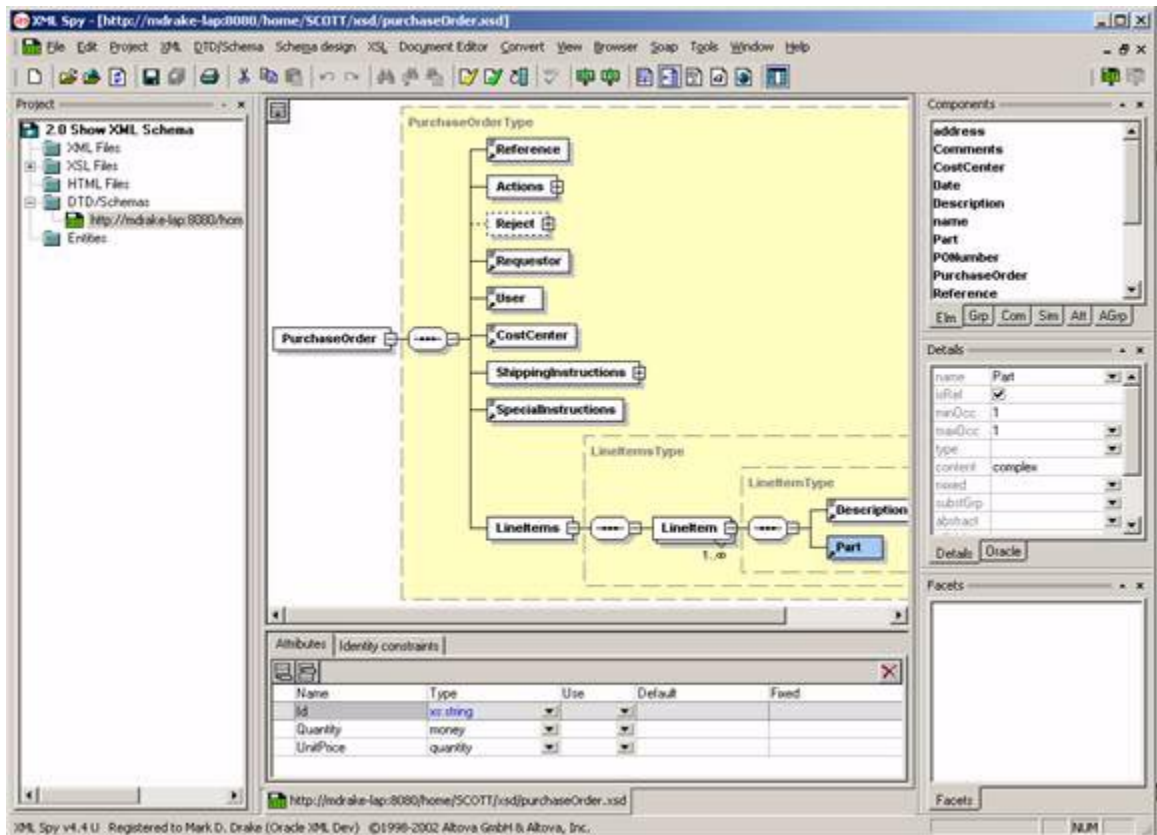 XML Spy - [http://mdrake-lap:8080/home/SCOTT/xsd/purchaseOrder.xsd]
File Edit Project XML DTD/Schema Schema design XSL Document Editor Convert View Browser Soap Tools Window Help
Project
2.0 Show XML Schema
XML Files
XSL Files
HTML Files
DTD/Schemas
http://mdrake-lap:8080/hom
Entities
PurchaseOrderType
Reference
Actions
Reject
Requestor
User
PurchaseOrder
CostCenter
ShippingInstructions
SpecialInstructions
LineItemsType
LineItemType
LineItems
LineItem
1..∞
Description
Part
Attributes Identity constraints
Name Type Use Default Fixed
Id xs:string
Quantity money
UnitPrice quantity
http://mdrake-lap:8080/home/SCOTT/xsd/purchaseOrder.xsd
Components
address
Comments
CostCenter
Date
Description
name
Part
PONumber
PurchaseOrder
Reference
Elm Grp Com Sim Att AGrp
Details
name Part
isRef
minOcc 1
maxOcc 1
type
content complex
mixed
substGrp
abstract
Details Oracle
Facets
Facets
XML Spy v4.4 U Registered to Mark D. Drake (Oracle XML Dev) ©1998-2002 Altova GmbH & Altova, Inc.
NUM